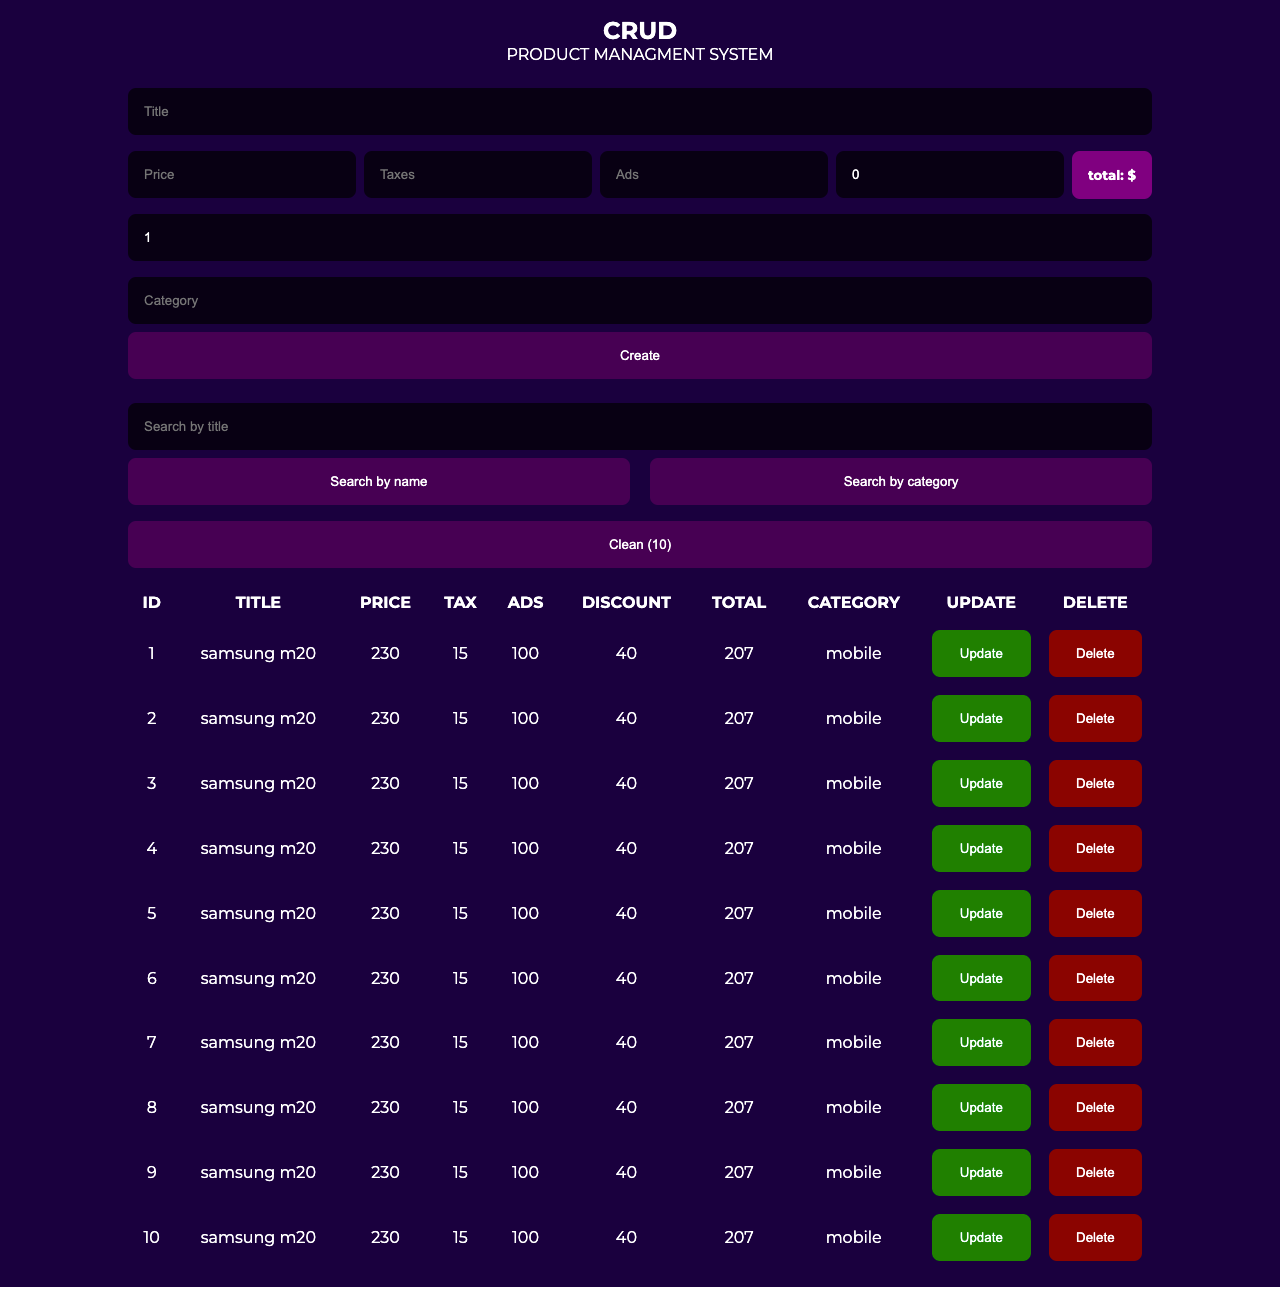 CRUD
PRODUCT MANAGMENT SYSTEM
Title
Price Taxes Ads 0 total: $
1
Category
Create
Search by title
Search by name Search by category
Clean (10)
ID TITLE PRICE TAX ADS DISCOUNT TOTAL CATEGORY UPDATE DELETE
1 samsung m20 230 15 100 40 207 mobile Update Delete
2 samsung m20 230 15 100 40 207 mobile Update Delete
3 samsung m20 230 15 100 40 207 mobile Update Delete
4 samsung m20 230 15 100 40 207 mobile Update Delete
5 samsung m20 230 15 100 40 207 mobile Update Delete
6 samsung m20 230 15 100 40 207 mobile Update Delete
7 samsung m20 230 15 100 40 207 mobile Update Delete
8 samsung m20 230 15 100 40 207 mobile Update Delete
9 samsung m20 230 15 100 40 207 mobile Update Delete
10 samsung m20 230 15 100 40 207 mobile Update Delete